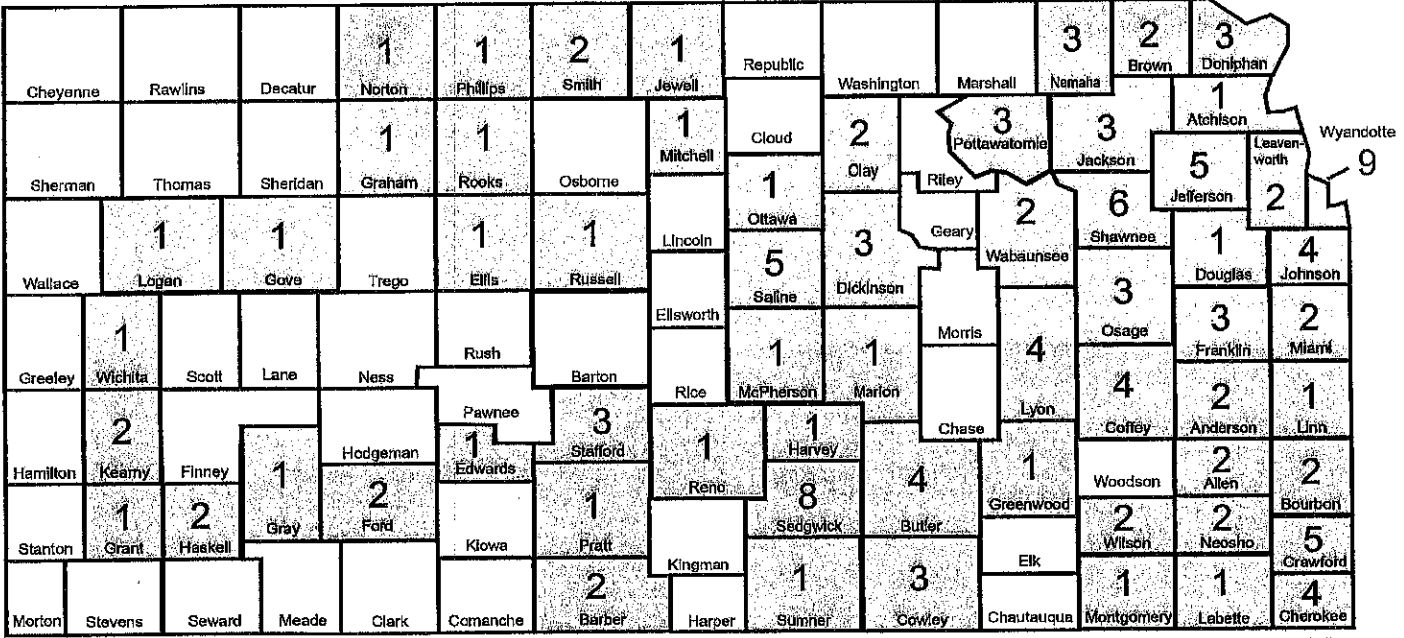 1 1 2 1 3 2 3
Cheyenne Rawlins Decatur Norton Phillips Smith Jewell Republic Washington Marshall Nemaha Brown Doniphan
1 1 1 2 3 3 1
Sherman Thomas Sheridan Graham Rooks Osborne Mitchell Cloud Clay Riley Pottawatomie Jackson Atchison
5 Leaven-
Jefferson worth
2
Wyandotte
9
1 1 1 1 1 3 2 6 1 4
Wallace Logan Gove Trego Ellis Russell Lincoln Ottawa Dickinson Geary Wabaunsee Shawnee Douglas Johnson
5
Ellsworth Saline
1 1 1 4 3 3 2
Greeley Wichita Scott Lane Ness Rush Barton Rice McPherson Marion Morris Lyon Osage Franklin Miami
2 3 4 2 1
Hamilton Kearny Finney Hodgeman Pawnee Stafford Chase Coffey Anderson Linn
1 2 1 1 1 4 1 2 2
Gray Ford Edwards Reno Harvey Butler Greenwood Woodson Allen Bourbon
1 2 1 8 2 2 5
Stanton Grant Haskell Kiowa Pratt Kingman Sedgwick Elk Wilson Neosho Crawford
2 1 3 1 1 4
Morton Stevens Seward Meade Clark Comanche Barber Harper Sumner Cowley Chautauqua Montgomery Labette Cherokee